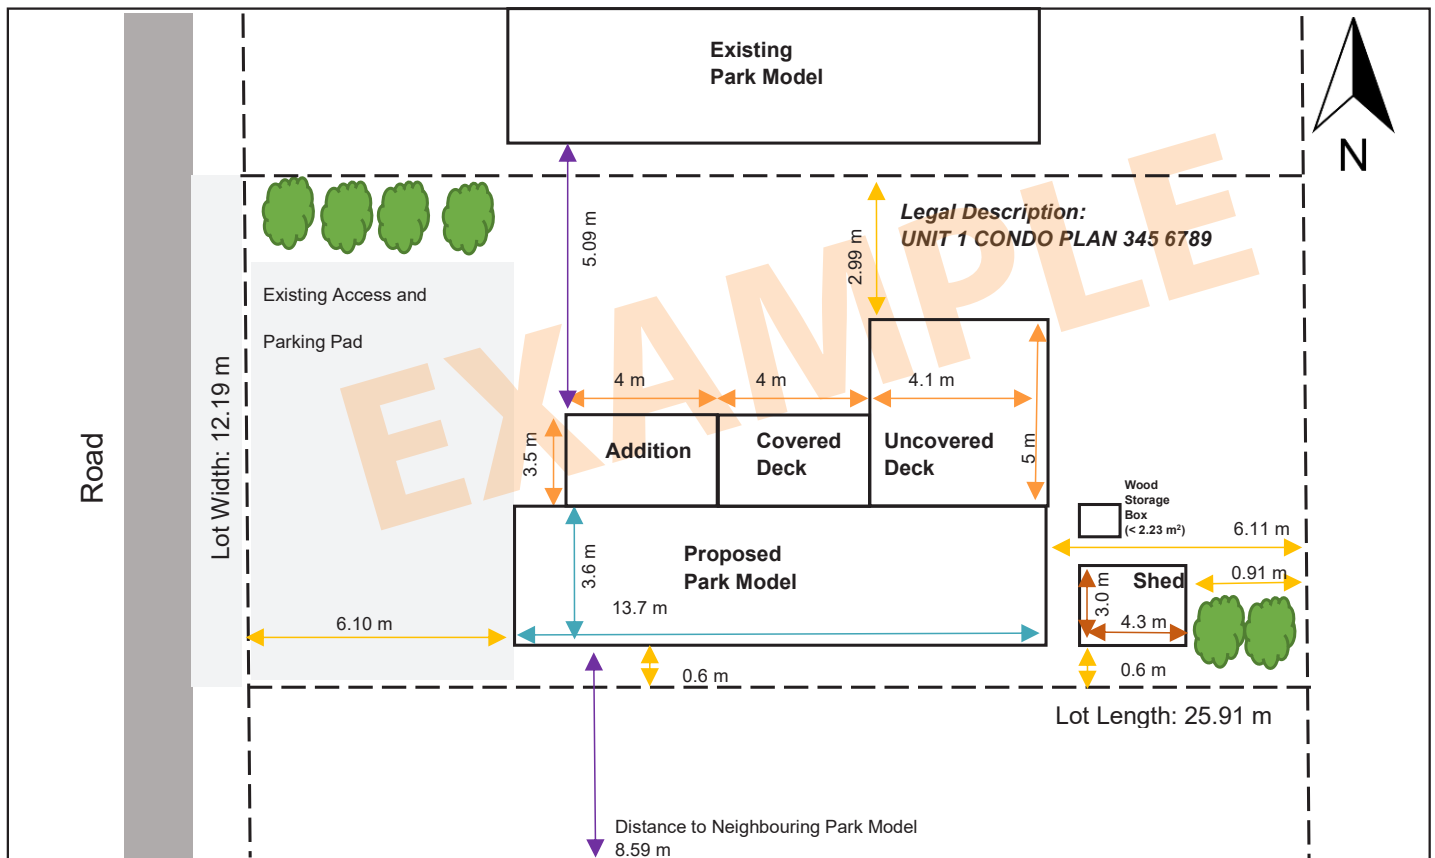 Existing
Park Model
N
Legal Description:
UNIT 1 CONDO PLAN 345 6789
5.09 m
2.99 m
Existing Access and
Parking Pad
EXAMPLE
Lot Width: 12.19 m
Road
4 m
4 m
4.1 m
3.5 m
Addition
Covered
Deck
Uncovered
Deck
5 m
Wood
Storage
Box
(< 2.23 m²)
6.11 m
3.6 m
Proposed
Park Model
13.7 m
Shed
3.0 m
4.3 m
0.91 m
6.10 m
0.6 m
0.6 m
Lot Length: 25.91 m
Distance to Neighbouring Park Model
8.59 m